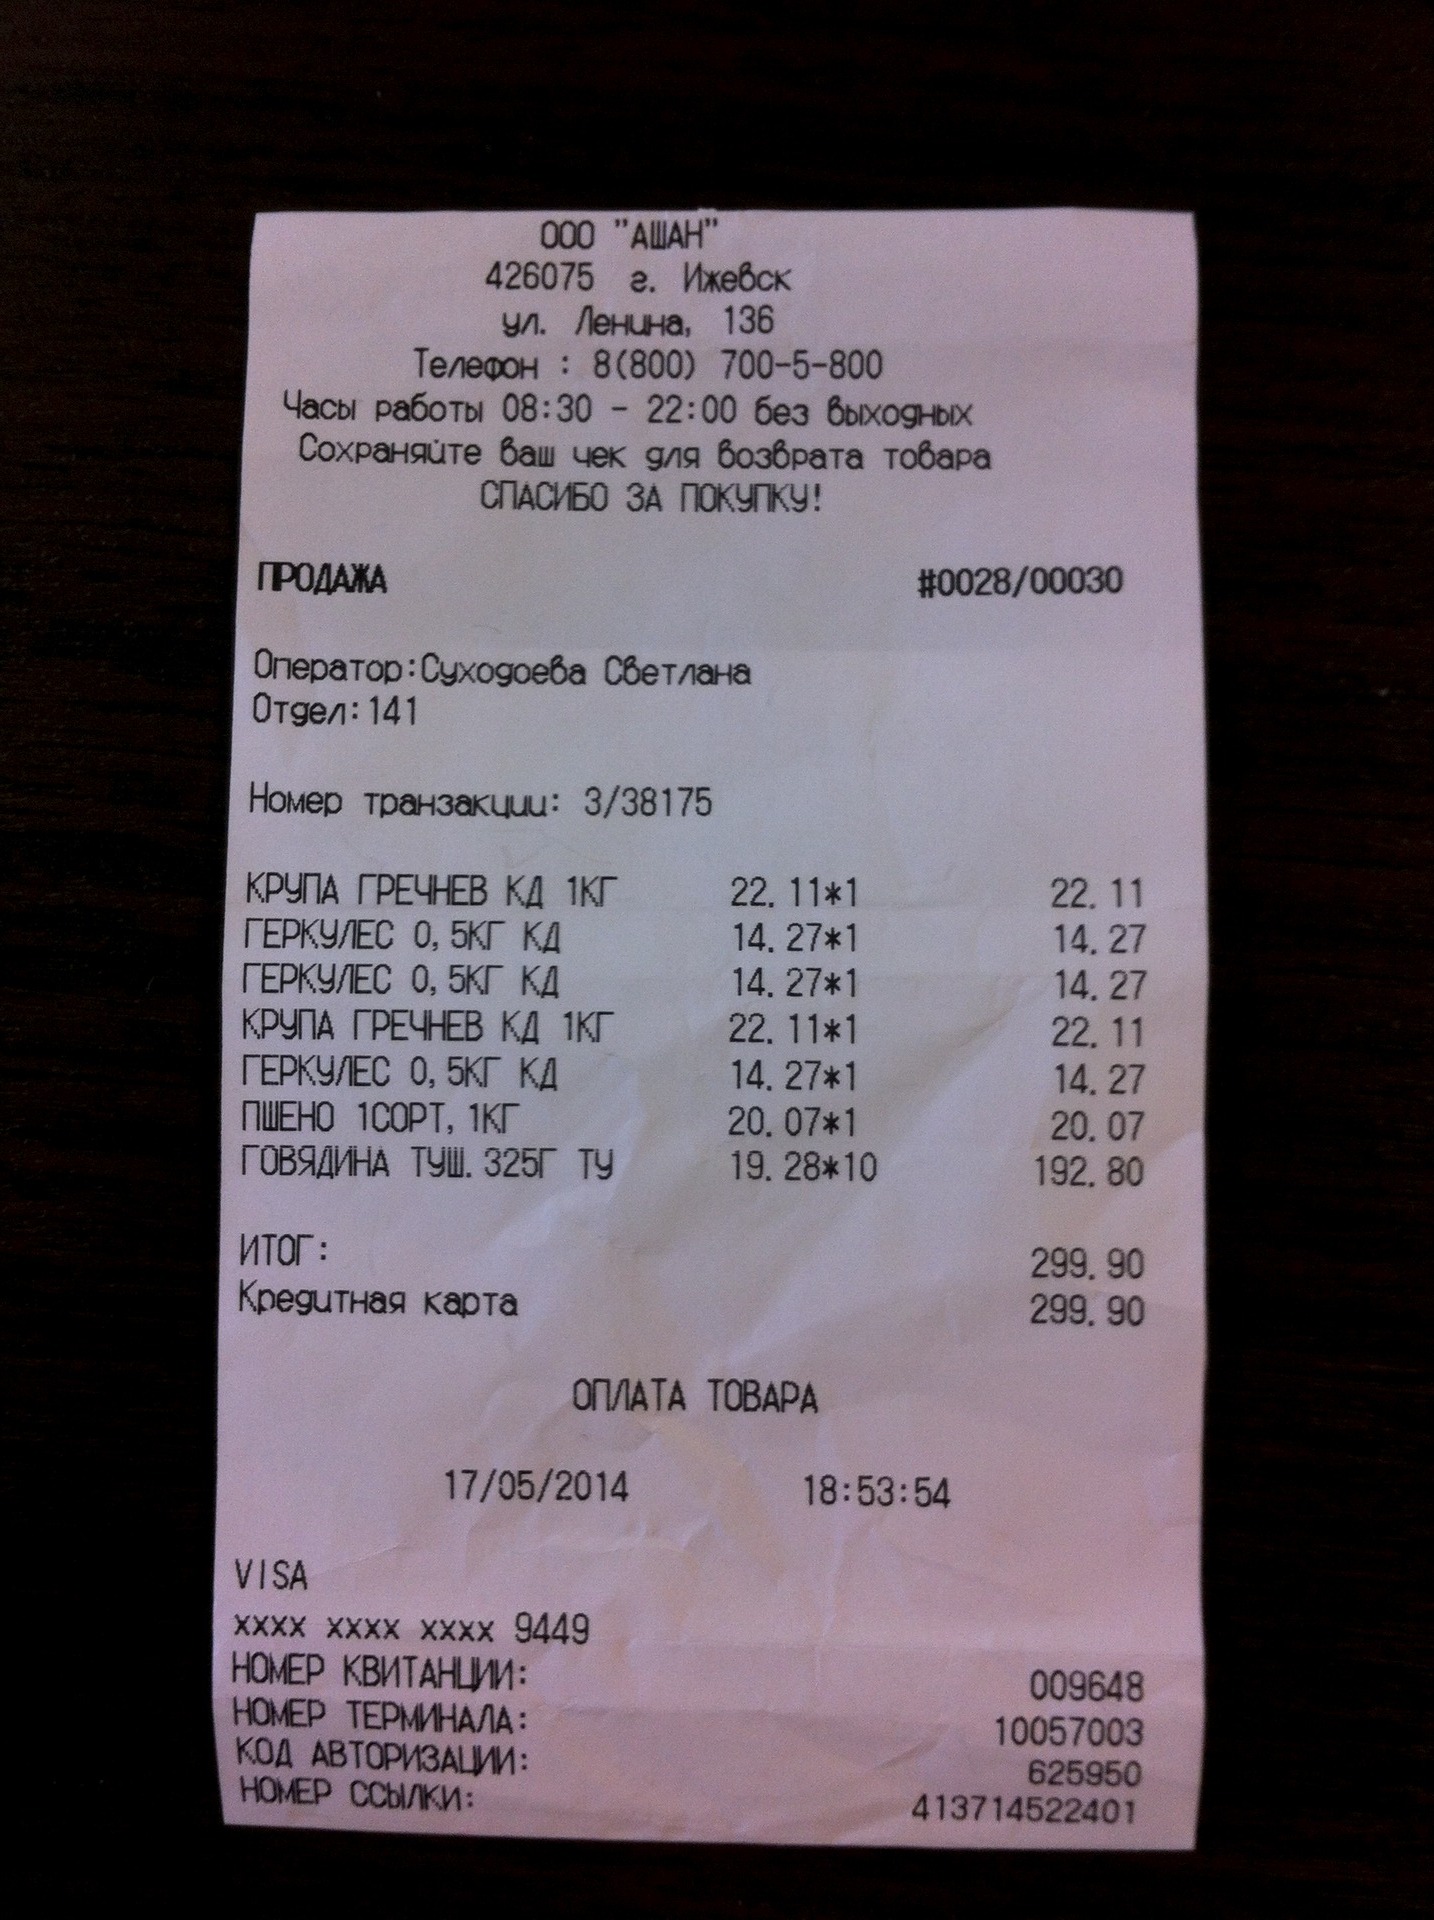 ООО "АШАН"
426075 г. Ижевск
ул. Ленина, 136
Телефон : 8(800) 700-5-800
Часы работы 08:30 - 22:00 без выходных
Сохраняйте ваш чек для возврата товара
СПАСИБО ЗА ПОКУПКУ!
ПРОДАЖА #0028/00030
Оператор:Суходоева Светлана
Отдел:141
Номер транзакции: 3/38175
КРУПА ГРЕЧНЕВ КД 1КГ 22.11*1 22.11
ГЕРКУЛЕС 0,5КГ КД 14.27*1 14.27
ГЕРКУЛЕС 0,5КГ КД 14.27*1 14.27
КРУПА ГРЕЧНЕВ КД 1КГ 22.11*1 22.11
ГЕРКУЛЕС 0,5КГ КД 14.27*1 14.27
ПШЕНО 1СОРТ,1КГ 20.07*1 20.07
ГОВЯДИНА ТУШ.325Г ТУ 19.28*10 192.80
ИТОГ: 299.90
Кредитная карта 299.90
ОПЛАТА ТОВАРА
17/05/2014 18:53:54
VISA
xxxx xxxx xxxx 9449
НОМЕР КВИТАНЦИИ: 009648
НОМЕР ТЕРМИНАЛА: 10057003
КОД АВТОРИЗАЦИИ: 625950
НОМЕР ССЫЛКИ: 413714522401